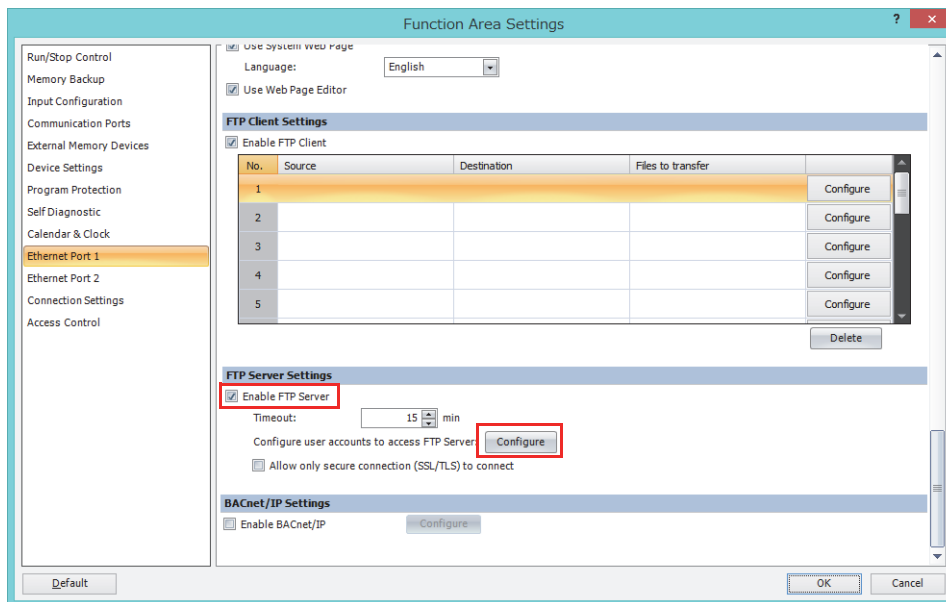 Function Area Settings
?
×
Run/Stop Control
Memory Backup
Input Configuration
Communication Ports
External Memory Devices
Device Settings
Program Protection
Self Diagnostic
Calendar & Clock
Ethernet Port 1
Ethernet Port 2
Connection Settings
Access Control
Use System Web Page
Language: English
Use Web Page Editor
FTP Client Settings
Enable FTP Client
No. Source Destination Files to transfer
1 Configure
2 Configure
3 Configure
4 Configure
5 Configure
Delete
FTP Server Settings
Enable FTP Server
Timeout: 15 min
Configure user accounts to access FTP Server: Configure
Allow only secure connection (SSL/TLS) to connect
BACnet/IP Settings
Enable BACnet/IP Configure
Default OK Cancel